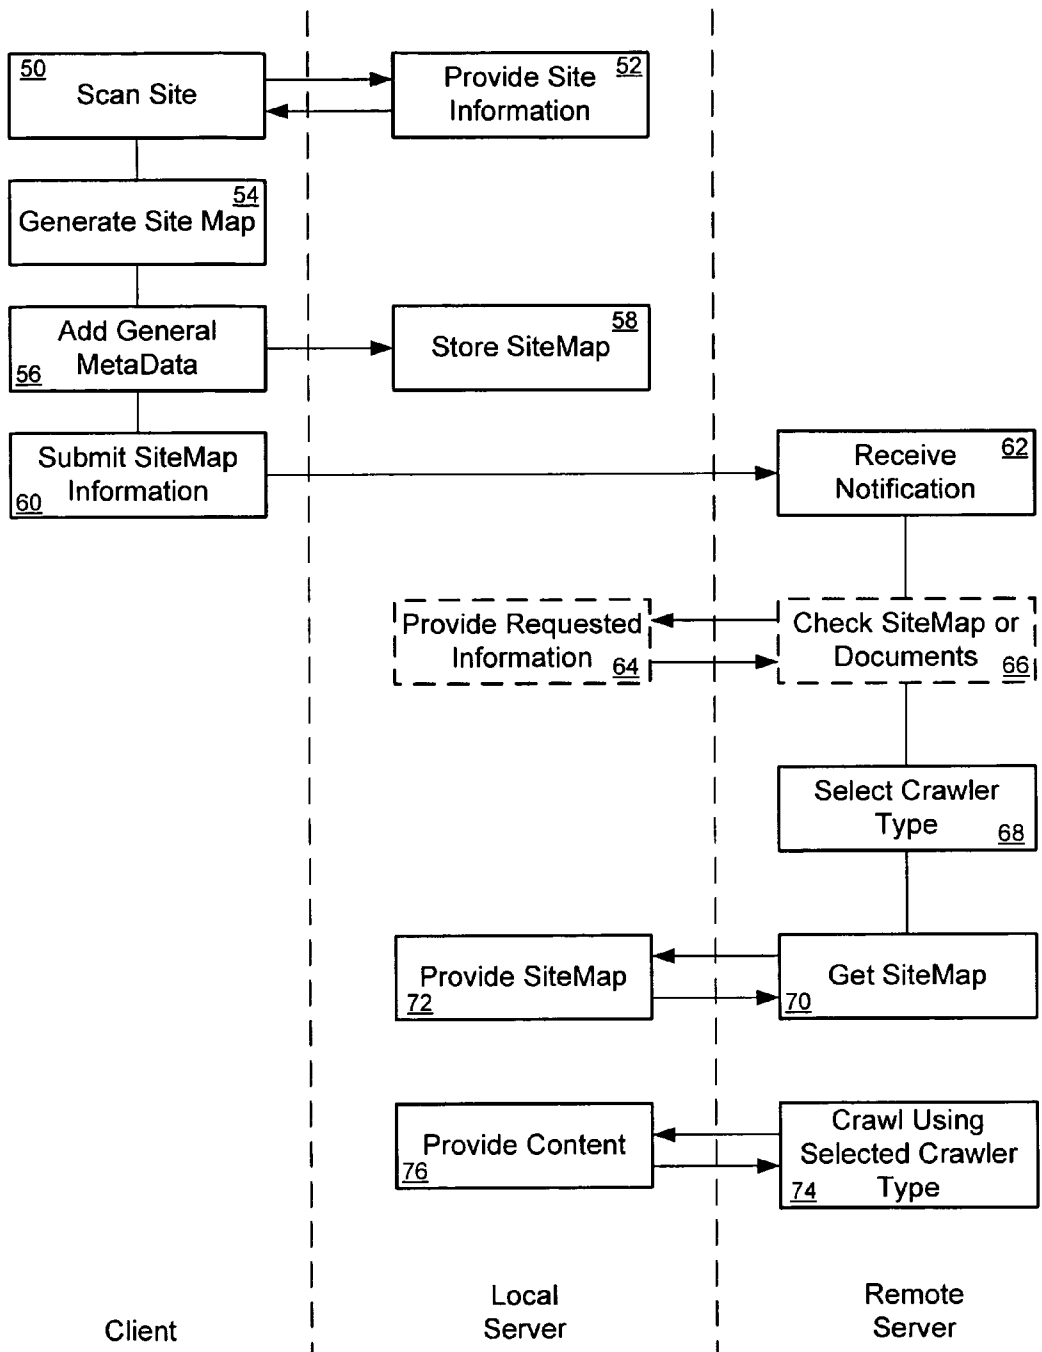 50
Scan Site
52
Provide Site
Information
54
Generate Site Map
Add General
MetaData
56
58
Store SiteMap
Submit SiteMap
Information
60
62
Receive
Notification
Provide Requested
Information
64
Check SiteMap or
Documents
66
Select Crawler
Type
68
Provide SiteMap
72
Get SiteMap
70
Provide Content
76
Crawl Using
Selected Crawler
Type
74
Client
Local
Server
Remote
Server